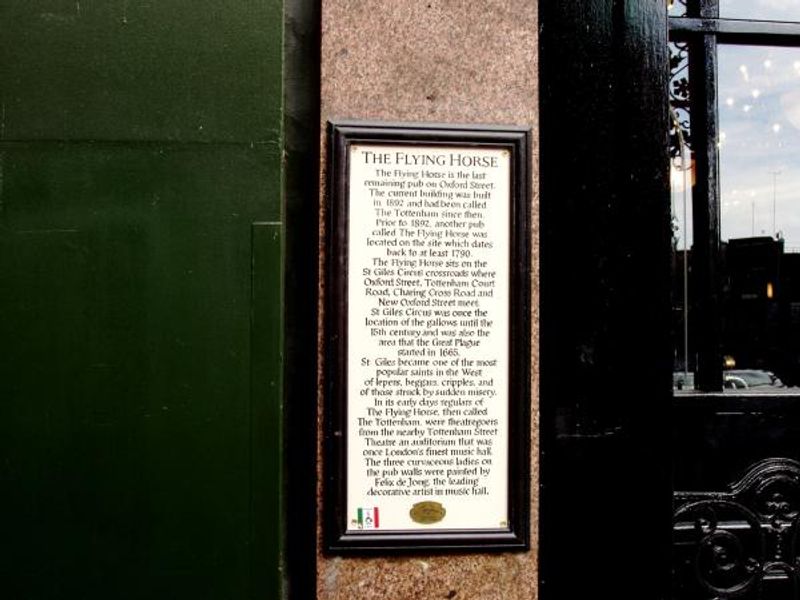 THE FLYING HORSE
The Flying Horse is the last
remaining pub on Oxford Street.
The current building was built
in 1892 and had been called
The Tottenham since then.
Prior to 1892, another pub
called The Flying Horse was
located on the site which dates
back to at least 1790.
The Flying Horse sits on the
St Giles Circus crossroads where
Oxford Street, Tottenham Court
Road, Charing Cross Road and
New Oxford Street meet.
St Giles Circus was once the
location of the gallows until the
15th century and was also the
area that the Great Plague
started in 1665.
St Giles became one of the most
popular saints in the West
of lepers, beggars, cripples, and
of those struck by sudden misery.
In its early days regulars of
The Flying Horse, then called
The Tottenham, were theatregoers
from the nearby Tottenham Street
Theatre an auditorium that was
once London's finest music hall.
The three curvaceous ladies on
the pub walls were painted by
Felix de Jong, the leading
decorative artist in music hall.